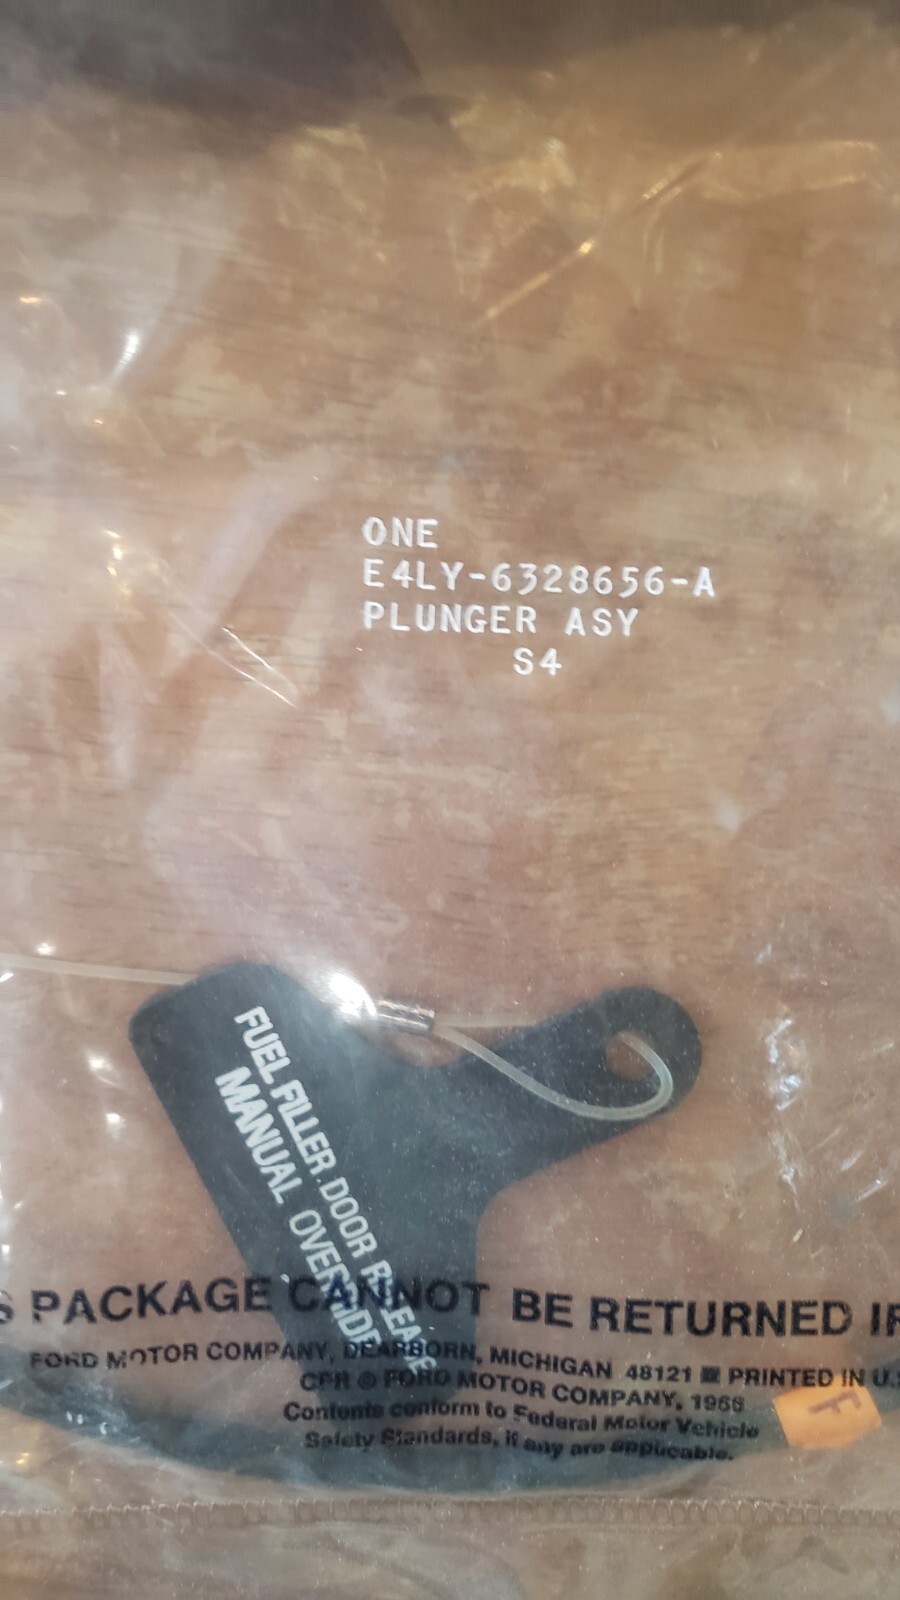 ONE
E4LY-6328656-A
PLUNGER ASY
S4
FUEL FILLER DOOR RELEASE
MANUAL OVERRIDE
S PACKAGE CANNOT BE RETURNED IF
FORD MOTOR COMPANY, DEARBORN, MICHIGAN 48121 PRINTED IN U.S
CPR © FORD MOTOR COMPANY, 1968
Contents conform to Federal Motor Vehicle
Safety Standards, if any are applicable.
F